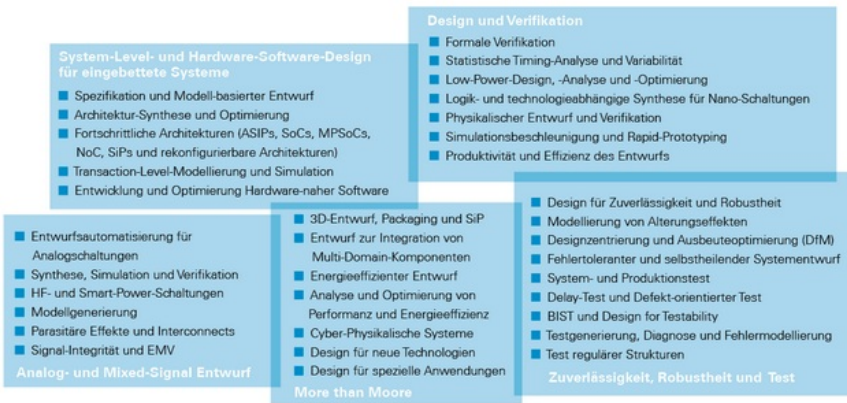 System-Level- und Hardware-Software-Design
für eingebettete Systeme
Spezifikation und Modell-basierter Entwurf
Architektur-Synthese und Optimierung
Fortschrittliche Architekturen (ASIPs, SoCs, MPSoCs,
NoC, SiPs und rekonfigurierbare Architekturen)
Transaction-Level-Modellierung und Simulation
Entwicklung und Optimierung Hardware-naher Software
Design und Verifikation
Formale Verifikation
Statistische Timing-Analyse und Variabilität
Low-Power-Design, -Analyse und -Optimierung
Logik- und technologieabhängige Synthese für Nano-Schaltungen
Physikalischer Entwurf und Verifikation
Simulationsbeschleunigung und Rapid-Prototyping
Produktivität und Effizienz des Entwurfs
Entwurfsautomatisierung für
Analogschaltungen
Synthese, Simulation und Verifikation
HF- und Smart-Power-Schaltungen
Modellgenerierung
Parasitäre Effekte und Interconnects
Signal-Integrität und EMV
Analog- und Mixed-Signal Entwurf
3D-Entwurf, Packaging und SiP
Entwurf zur Integration von
Multi-Domain-Komponenten
Energieeffizienter Entwurf
Analyse und Optimierung von
Performanz und Energieeffizienz
Cyber-Physikalische Systeme
Design für neue Technologien
Design für spezielle Anwendungen
More than Moore
Design für Zuverlässigkeit und Robustheit
Modellierung von Alterungseffekten
Designzentrierung und Ausbeuteoptimierung (DfM)
Fehlertoleranter und selbstheilender Systementwurf
System- und Produktionstest
Delay-Test und Defekt-orientierter Test
BIST und Design for Testability
Testgenerierung, Diagnose und Fehlermodellierung
Test regulärer Strukturen
Zuverlässigkeit, Robustheit und Test